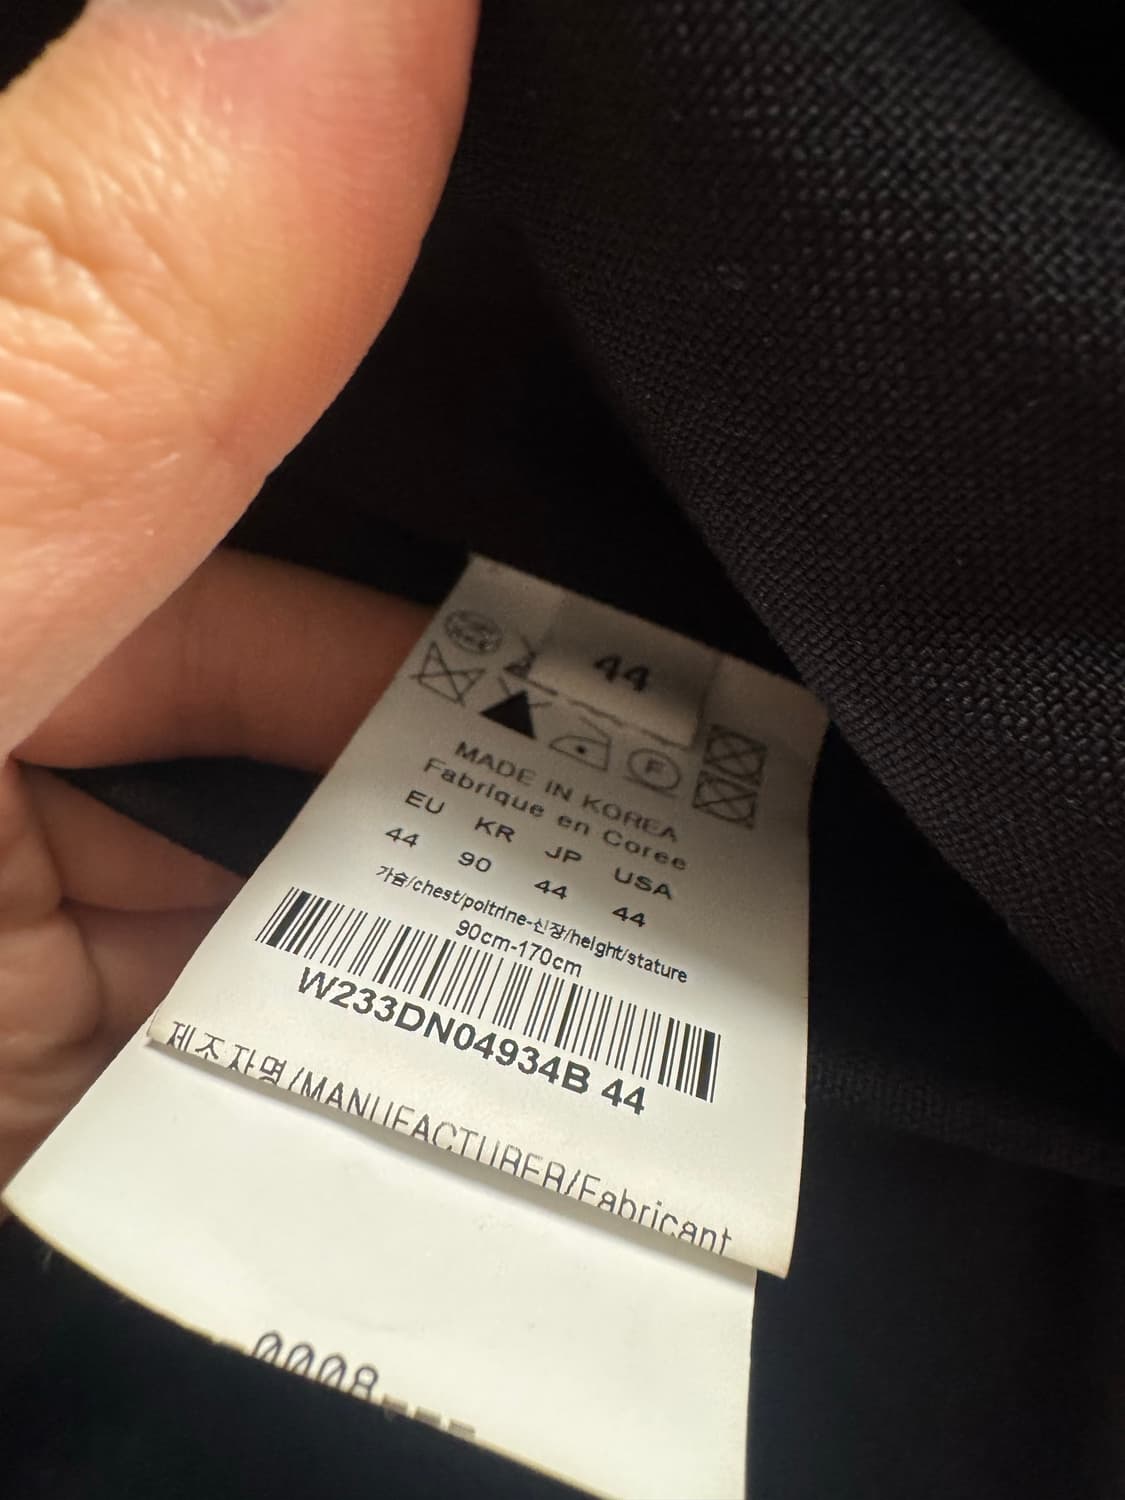 44
F
MADE IN KOREA
Fabrique en Coree
EU KR JP USA
44 90 44 44
가슴/chest/poitrine-신장/height/stature
90cm-170cm
W233DN04934B 44
제조자명/MANUFACTURER/Fabricant
0008